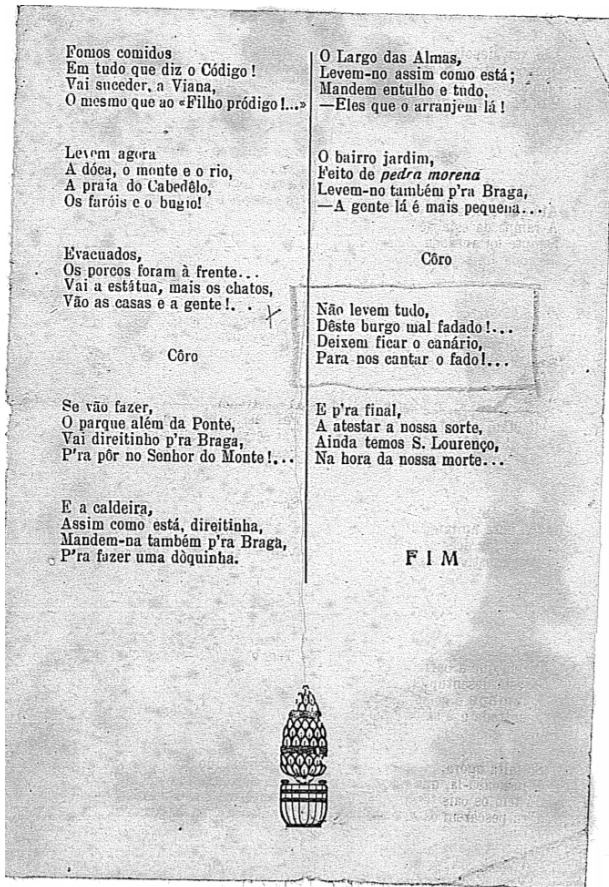 Fomos comidos
Em tudo que diz o Código!
Vai suceder, a Viana,
O mesmo que ao «Filho pródigo!...»
Levem agora
A dóca, o monte e o rio,
A praia do Cabedêlo,
Os faróis e o bugio!
Evacuados,
Os porcos foram à frente...
Vai a estátua, mais os chatos,
Vão as casas e a gente!...
Côro
Se vão fazer,
O parque além da Ponte,
Vai direitinho p'ra Braga,
P'ra pôr no Senhor do Monte!...
E a caldeira,
Assim como está, direitinha,
Mandem-na também p'ra Braga,
P'ra fazer uma dòquinha.
O Largo das Almas,
Levem-no assim como está;
Mandem entulho e tudo,
—Eles que o arranjem lá!
O bairro jardim,
Feito de pedra morena
Levem-no também p'ra Braga,
—A gente lá é mais pequena...
Côro
Não levem tudo,
Dêste burgo mal fadado!...
Deixem ficar o canário,
Para nos cantar o fado!...
E p'ra final,
A atestar a nossa sorte,
Ainda temos S. Lourenço,
Na hora da nossa morte...
FIM